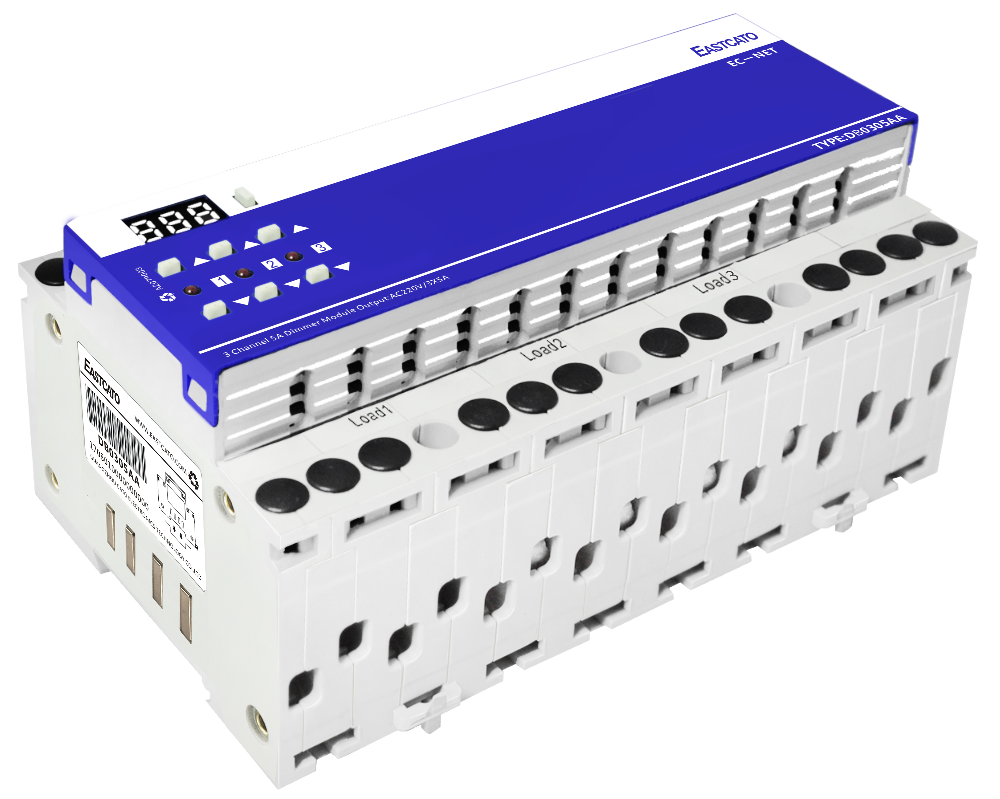 EASTCATO
EC—NET
TYPE:DB0305AA
888
A2079003
1
2
3
3 Channel 5A Dimmer Module Output:AC220V/3X5A
Load1
Load2
Load3
EASTCATO
WWW.EASTCATO.COM
DB0305AA
GUANGZHOU CATO ELECTRONICS TECHNOLOGY CO.,LTD